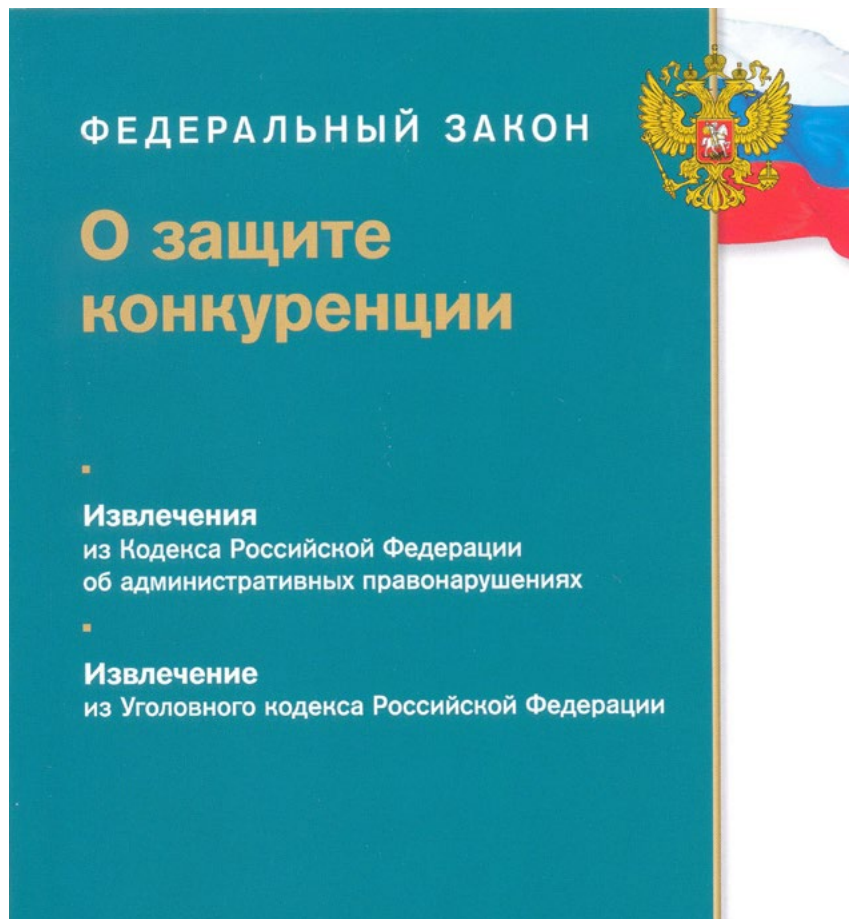 ФЕДЕРАЛЬНЫЙ ЗАКОН
О защите
конкуренции
Извлечения
из Кодекса Российской Федерации
об административных правонарушениях
Извлечение
из Уголовного кодекса Российской Федерации